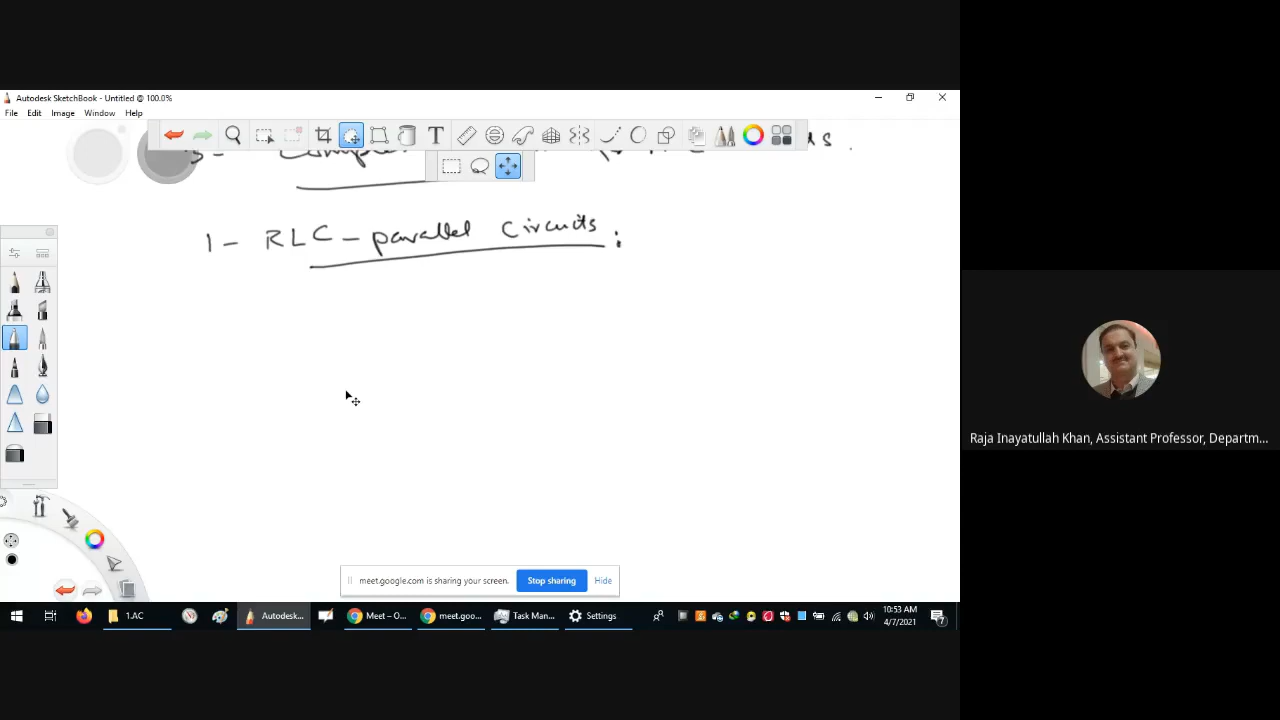 Autodesk SketchBook - Untitled @ 100.0%
File Edit Image Window Help
1 - RLC - parallel Circuits :
Raja Inayatullah Khan, Assistant Professor, Departm...
meet.google.com is sharing your screen. Stop sharing Hide
1.AC Autodesk... Meet – O... meet.goo... Task Man... Settings 10:53 AM
4/7/2021
7